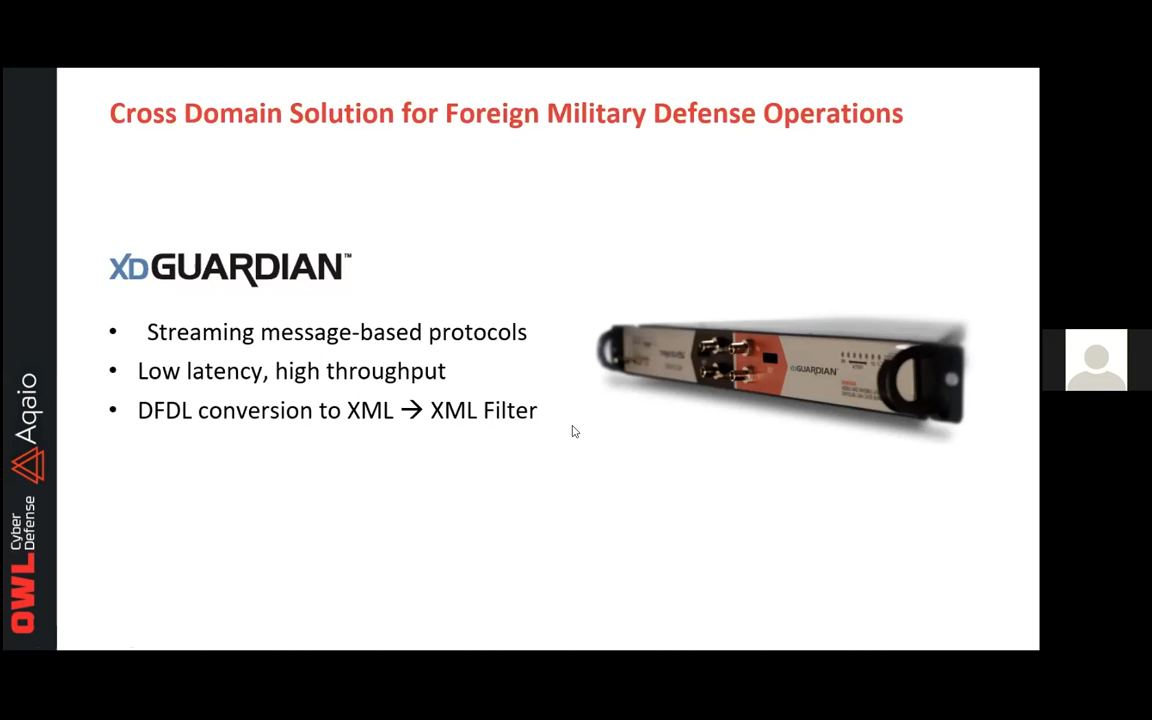 Cross Domain Solution for Foreign Military Defense Operations
XDGUARDIAN™
• Streaming message-based protocols
• Low latency, high throughput
• DFDL conversion to XML → XML Filter
XDGUARDIAN
OWL Cyber Defense Aqaio